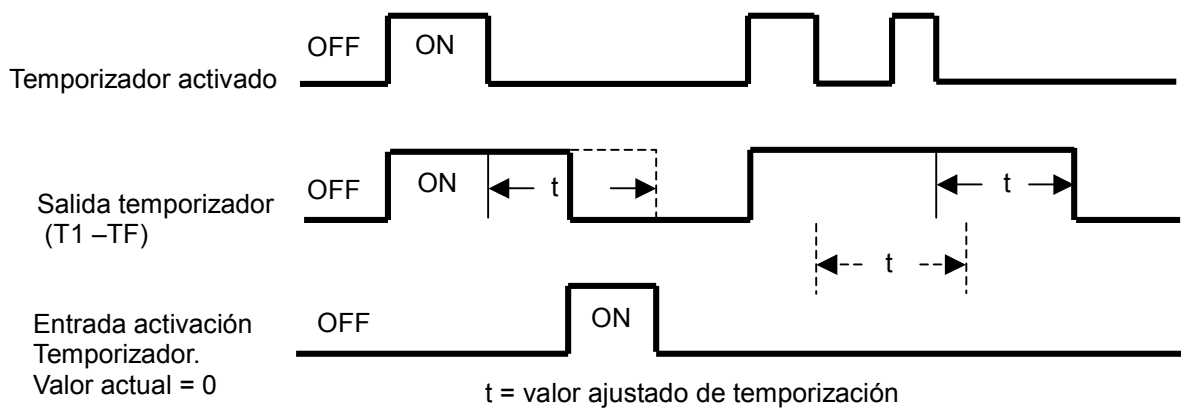 OFF
ON
Temporizador activado
OFF
ON
t
t
Salida temporizador
(T1 –TF)
t
Entrada activación
Temporizador.
Valor actual = 0
OFF
ON
t = valor ajustado de temporización